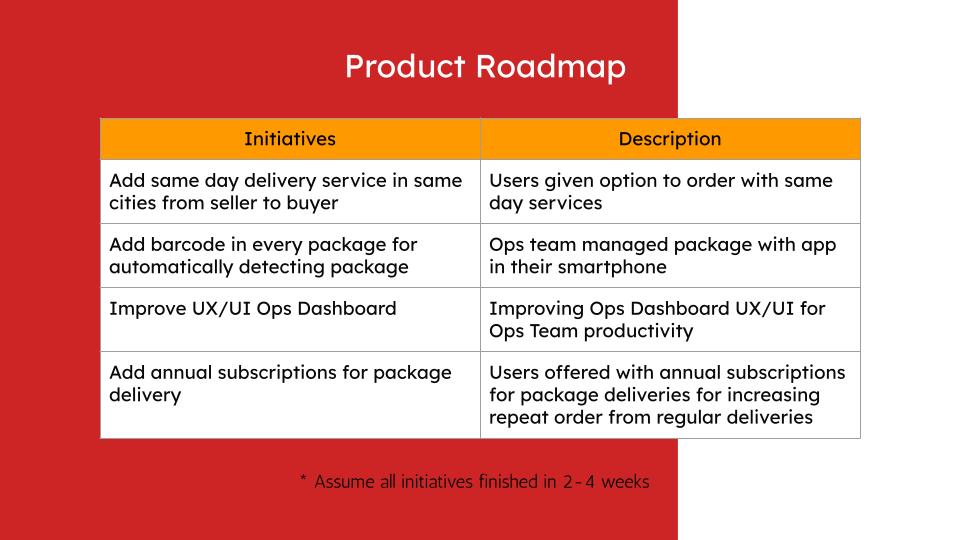 Product Roadmap
Initiatives
Description
Add same day delivery service in same
cities from seller to buyer
Users given option to order with same
day services
Add barcode in every package for
automatically detecting package
Ops team managed package with app
in their smartphone
Improve UX/UI Ops Dashboard
Improving Ops Dashboard UX/UI for
Ops Team productivity
Add annual subscriptions for package
delivery
Users offered with annual subscriptions
for package deliveries for increasing
repeat order from regular deliveries
* Assume all initiatives finished in 2-4 weeks